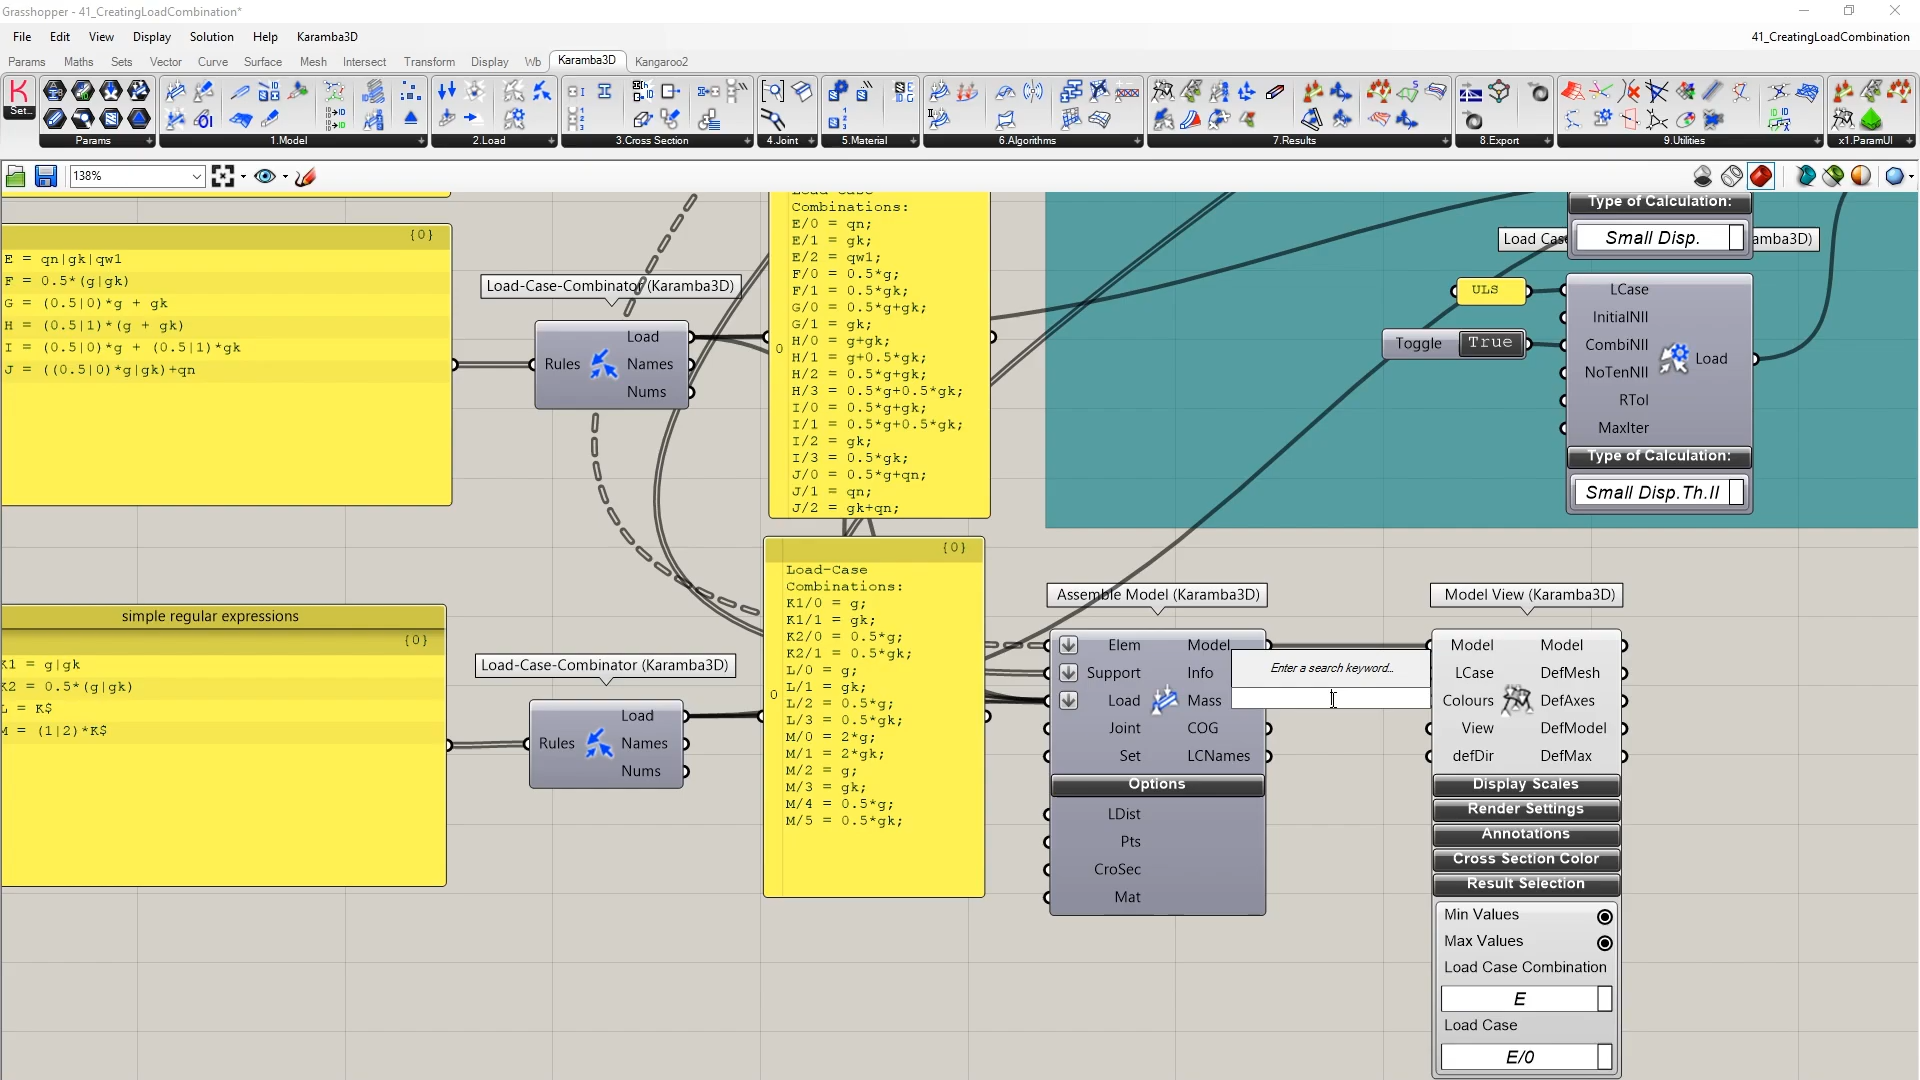 Grasshopper - 41_CreatingLoadCombination*
File Edit View Display Solution Help Karamba3D
41_CreatingLoadCombination
Params Maths Sets Vector Curve Surface Mesh Intersect Transform Display Wb Karamba3D Kangaroo2
Set..
Params 1.Model 2.Load 3.Cross Section 4.Joint 5.Material 6.Algorithms 7.Results 8.Export 9.Utilities x1.ParamUI
138%
{0}
E = qn|gk|qw1
F = 0.5*(g|gk)
G = (0.5|0)*g + gk
H = (0.5|1)*(g + gk)
I = (0.5|0)*g + (0.5|1)*gk
J = ((0.5|0)*g|gk)+qn
Load-Case-Combinator (Karamba3D)
Rules
Load
Names
Nums
0
Load-Case
Combinations:
E/0 = qn;
E/1 = gk;
E/2 = qw1;
F/0 = 0.5*g;
F/1 = 0.5*gk;
G/0 = 0.5*g+gk;
G/1 = gk;
H/0 = g+gk;
H/1 = g+0.5*gk;
H/2 = 0.5*g+gk;
H/3 = 0.5*g+0.5*gk;
I/0 = 0.5*g+gk;
I/1 = 0.5*g+0.5*gk;
I/2 = gk;
I/3 = 0.5*gk;
J/0 = 0.5*g+qn;
J/1 = qn;
J/2 = gk+qn;
Type of Calculation:
Load Cas
Small Disp.
amba3D)
ULS
Toggle True
LCase
InitialNII
CombiNII
NoTenNII
RTol
MaxIter
Load
Type of Calculation:
Small Disp.Th.II
simple regular expressions
{0}
K1 = g|gk
K2 = 0.5*(g|gk)
L = K$
M = (1|2)*K$
Load-Case-Combinator (Karamba3D)
Rules
Load
Names
Nums
{0}
0
Load-Case
Combinations:
K1/0 = g;
K1/1 = gk;
K2/0 = 0.5*g;
K2/1 = 0.5*gk;
L/0 = g;
L/1 = gk;
L/2 = 0.5*g;
L/3 = 0.5*gk;
M/0 = 2*g;
M/1 = 2*gk;
M/2 = g;
M/3 = gk;
M/4 = 0.5*g;
M/5 = 0.5*gk;
Assemble Model (Karamba3D)
Elem Model
Support Info
Load Mass
Joint COG
Set LCNames
Options
LDist
Pts
CroSec
Mat
Enter a search keyword...
Model View (Karamba3D)
Model Model
LCase DefMesh
Colours DefAxes
View DefModel
defDir DefMax
Display Scales
Render Settings
Annotations
Cross Section Color
Result Selection
Min Values
Max Values
Load Case Combination
E
Load Case
E/0